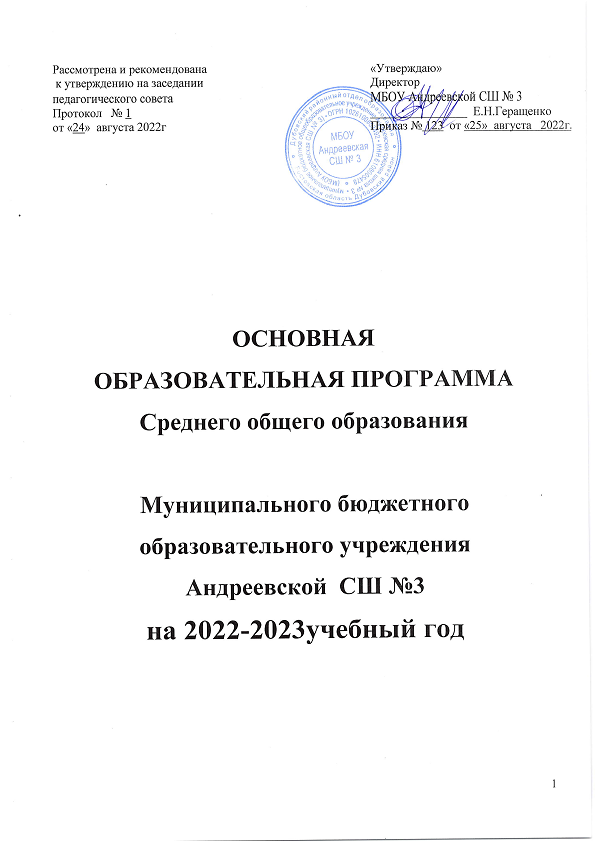 Рассмотрена и рекомендована
к утверждению на заседании
педагогического совета
Протокол № 1
от «24» августа 2022г
«Утверждаю»
Директор
МБОУ Андреевской СШ № 3
Е.Н.Геращенко
Приказ № 123 от «25» августа 2022г.
МБОУ
Андреевская
СШ № 3
ОСНОВНАЯ
ОБРАЗОВАТЕЛЬНАЯ ПРОГРАММА
Среднего общего образования
Муниципального бюджетного
образовательного учреждения
Андреевской СШ №3
на 2022-2023учебный год
1